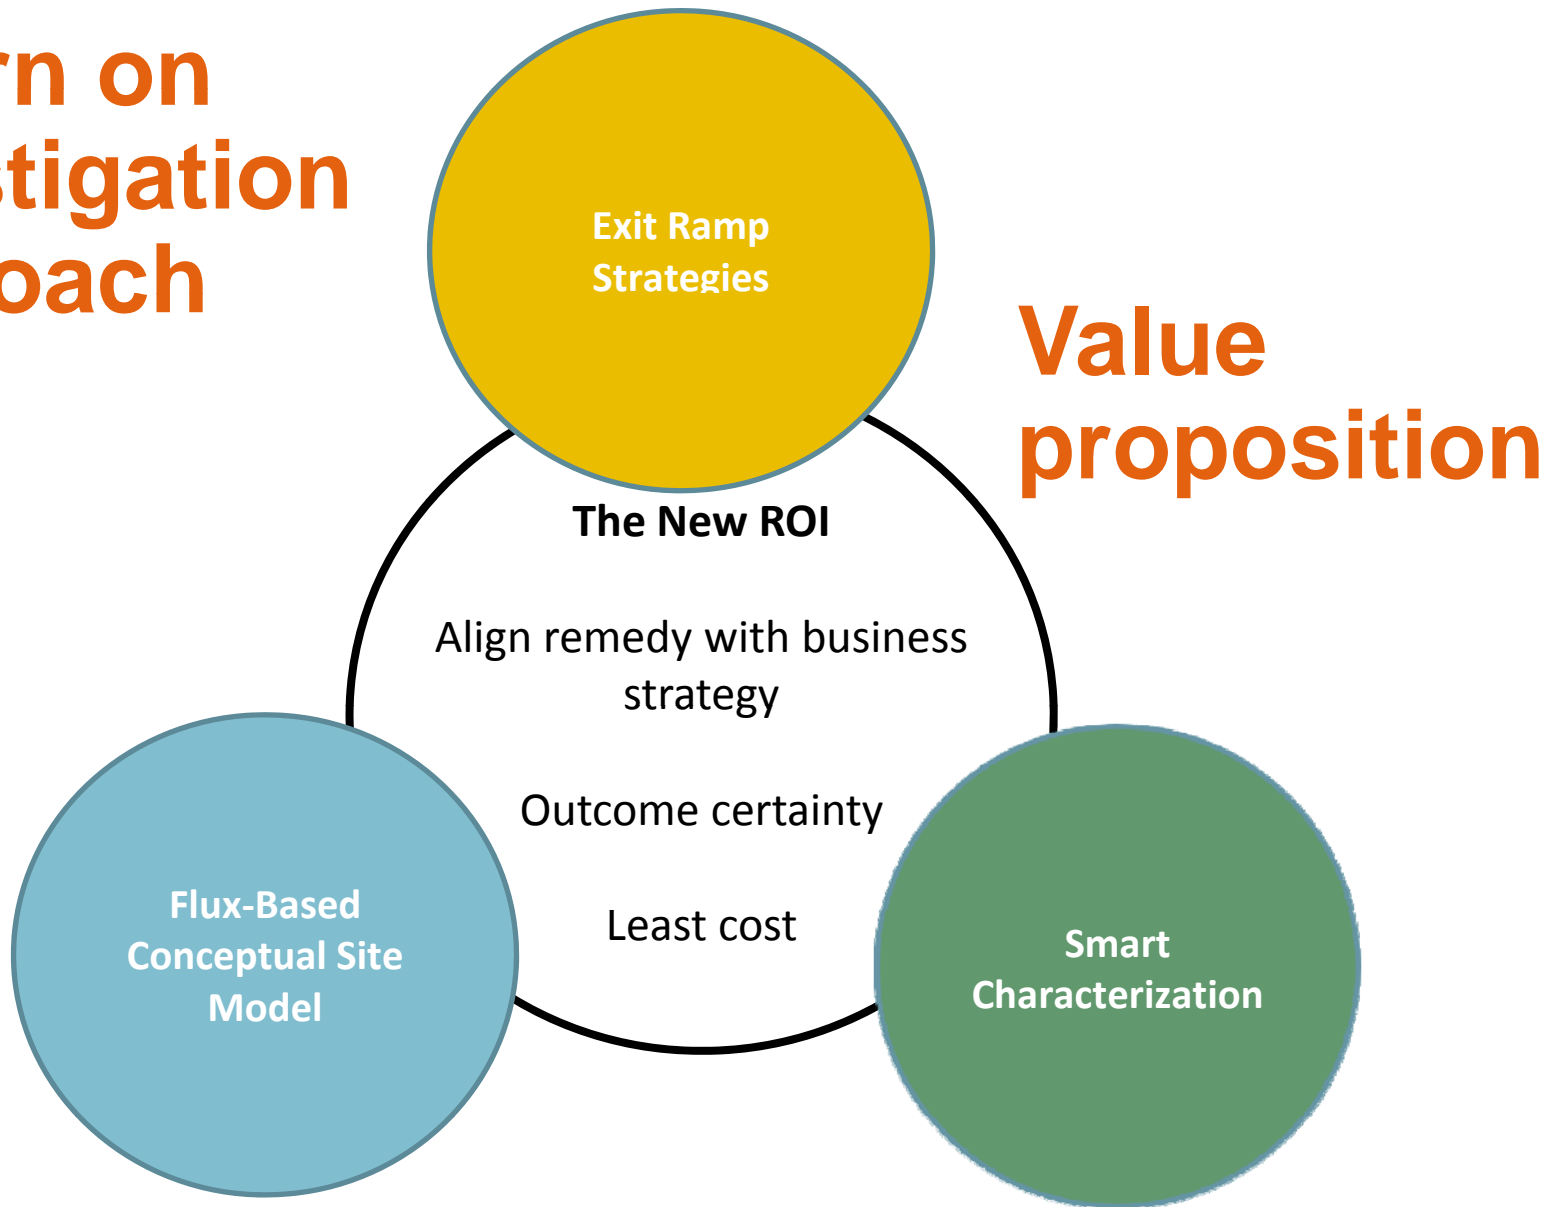 rn on
stigation
oach
Exit Ramp
Strategies
Value
proposition
The New ROI
Align remedy with business
strategy
Outcome certainty
Least cost
Flux-Based
Conceptual Site
Model
Smart
Characterization